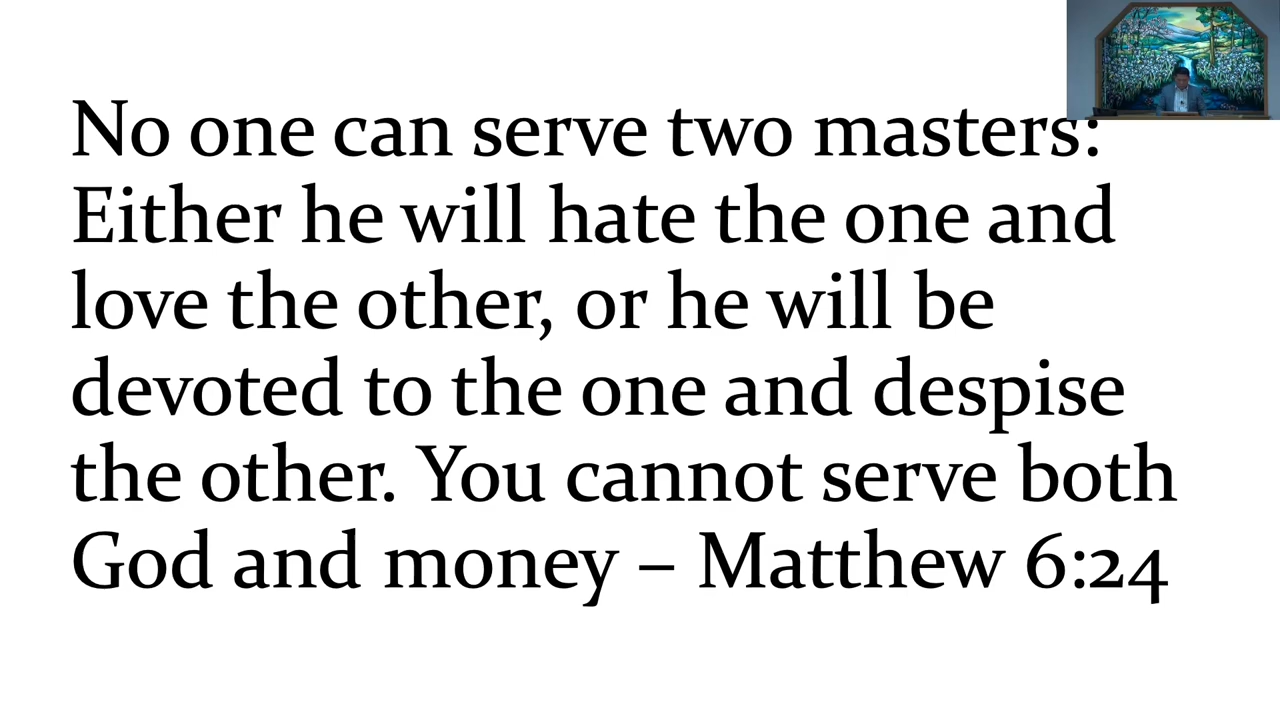 No one can serve two masters:
Either he will hate the one and
love the other, or he will be
devoted to the one and despise
the other. You cannot serve both
God and money – Matthew 6:24